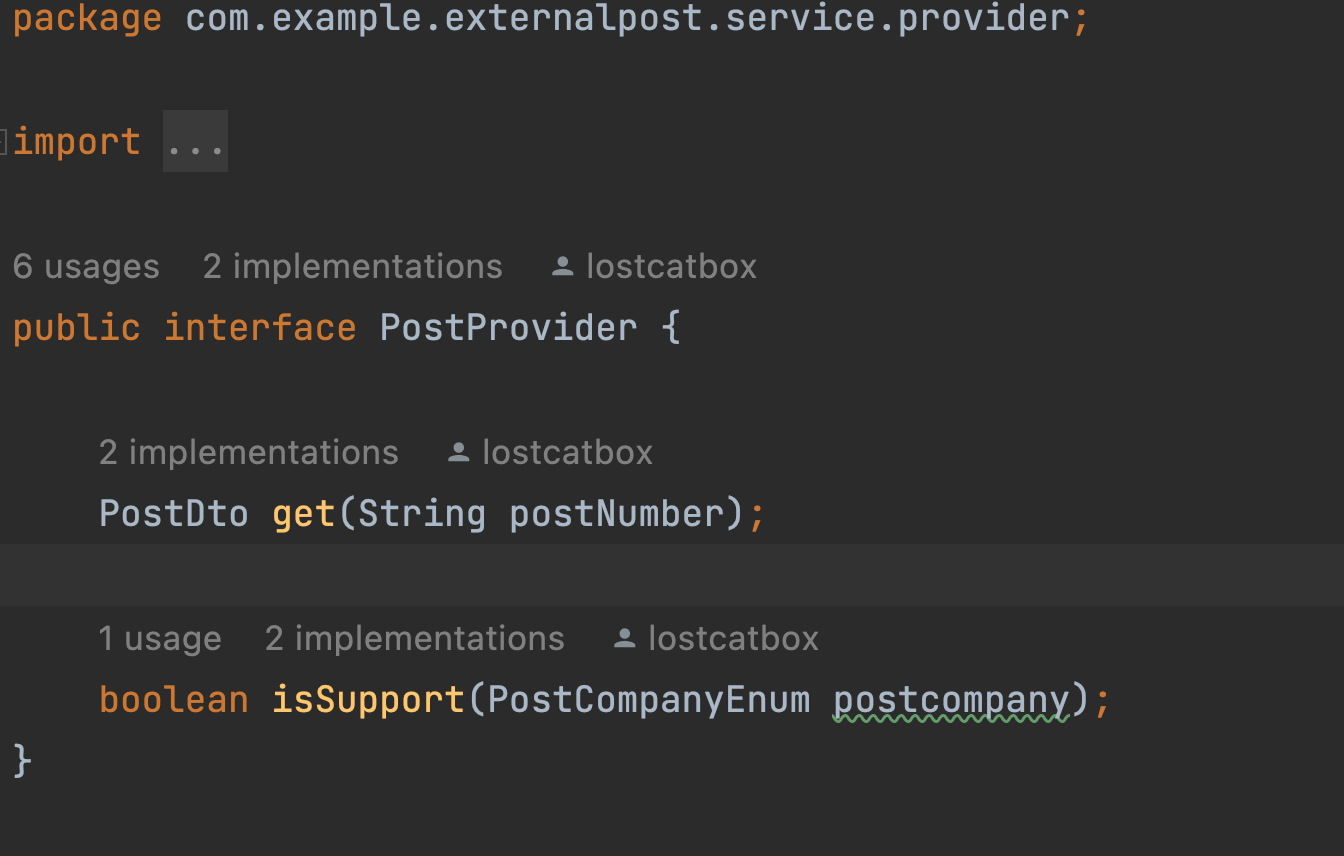 package com.example.externalpost.service.provider;
import ...
6 usages 2 implementations lostcatbox
public interface PostProvider {
2 implementations lostcatbox
PostDto get(String postNumber);
1 usage 2 implementations lostcatbox
boolean isSupport(PostCompanyEnum postcompany);
}